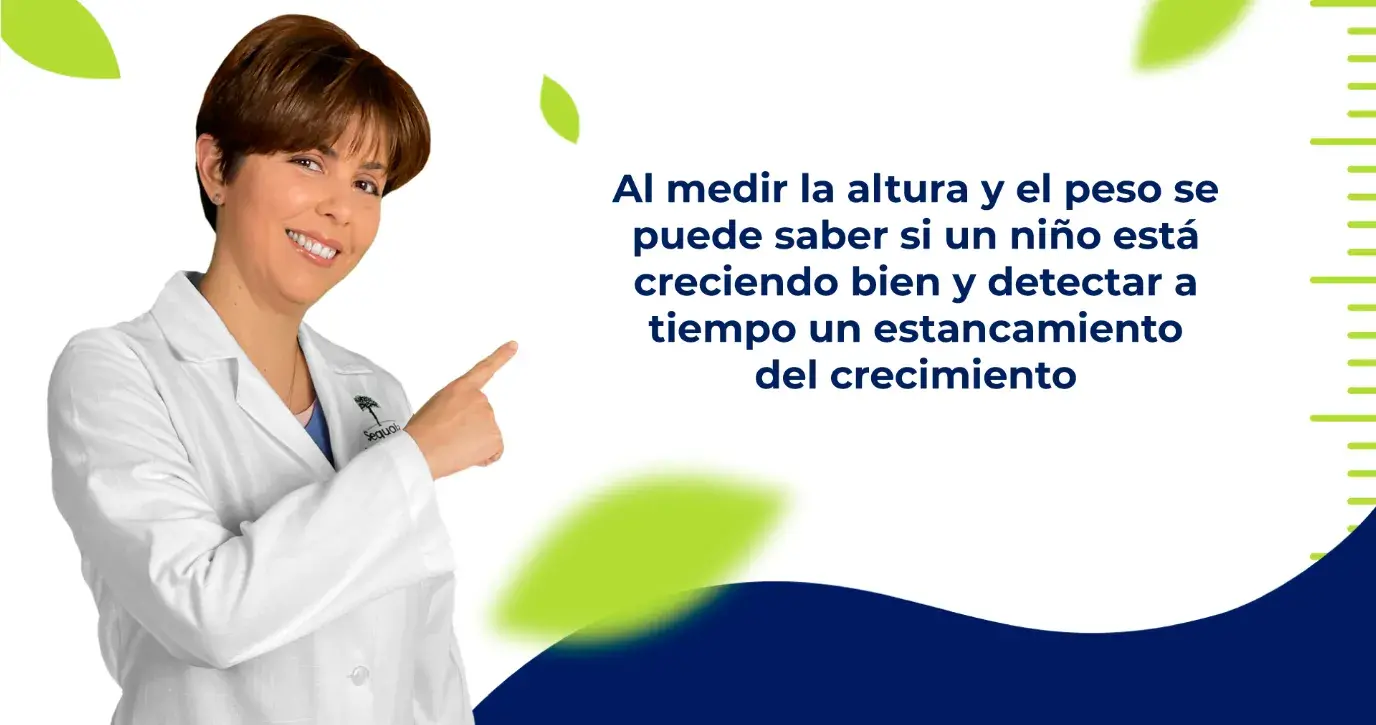 Al medir la altura y el peso se
puede saber si un niño está
creciendo bien y detectar a
tiempo un estancamiento
del crecimiento